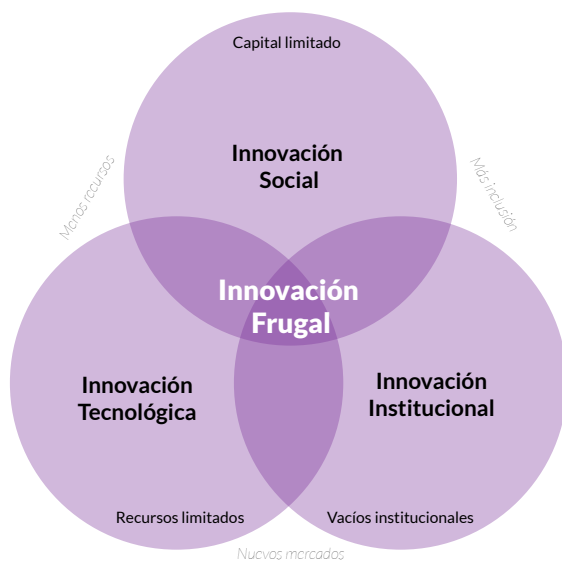 Capital limitado
Innovación
Social
Menos recursos
Más inclusión
Innovación
Frugal
Innovación
Tecnológica
Innovación
Institucional
Recursos limitados
Vacíos institucionales
Nuevos mercados